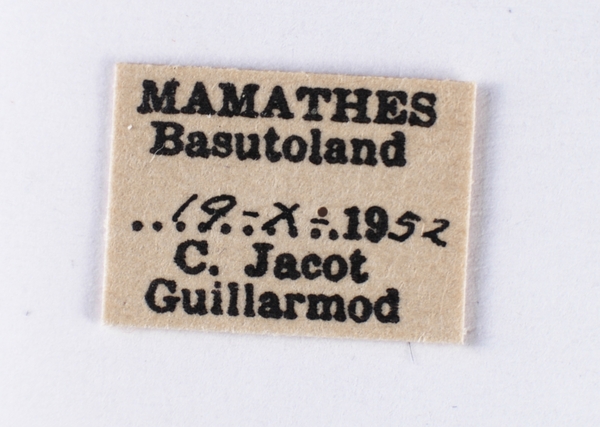 MAMATHES
Basutoland
..19.-X-.1952
C. Jacot
Guillarmod